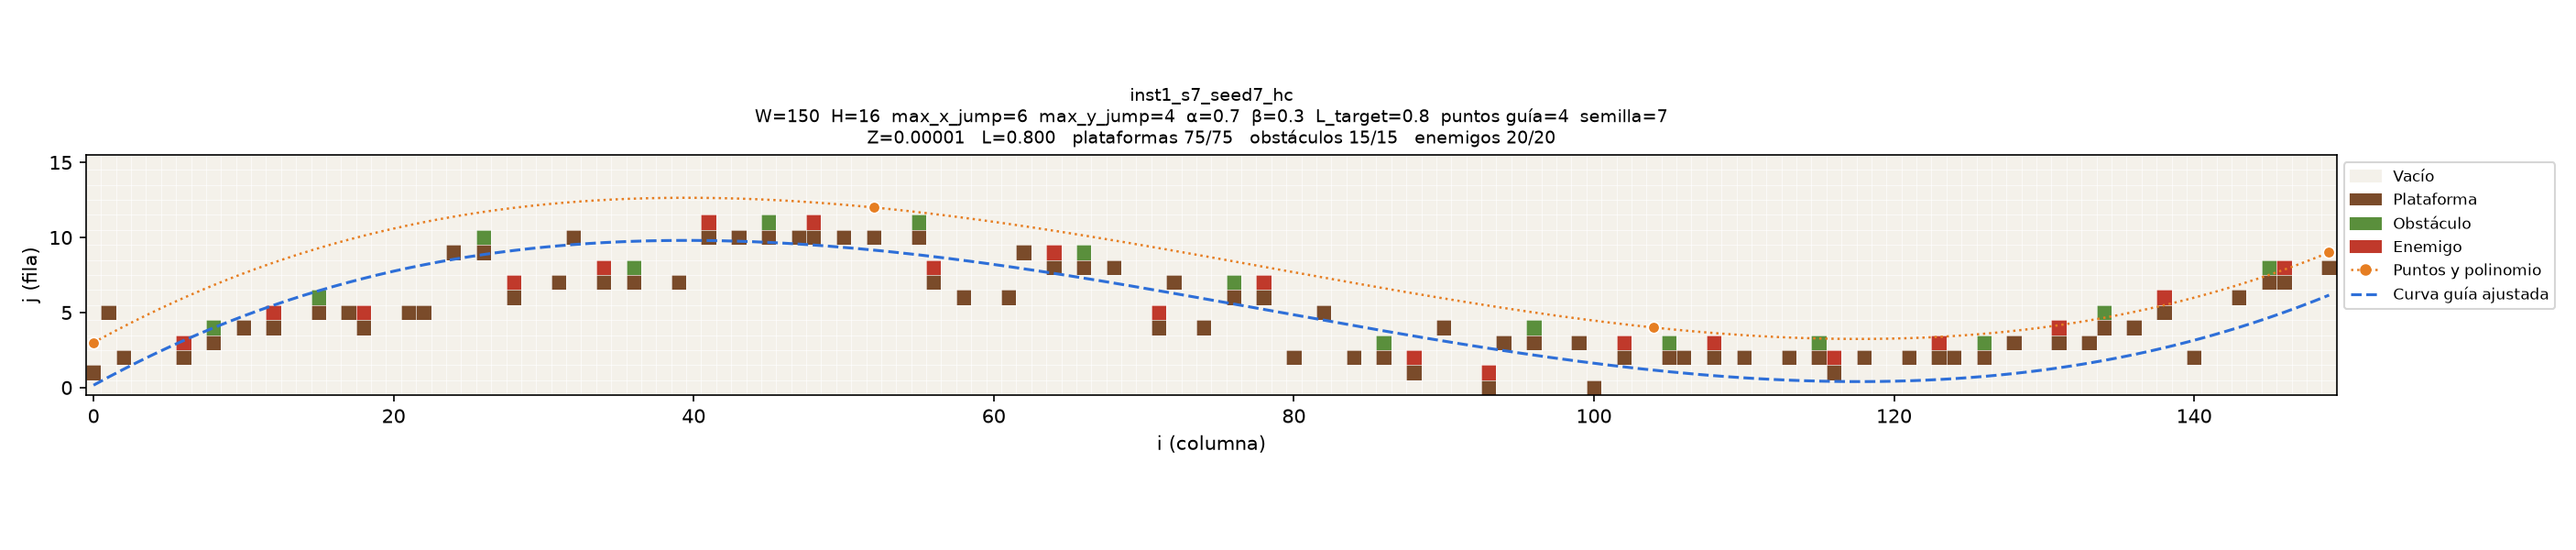 inst1_s7_seed7_hc
W=150 H=16 max_x_jump=6 max_y_jump=4 α=0.7 β=0.3 L_target=0.8 puntos guía=4 semilla=7
Z=0.00001 L=0.800 plataformas 75/75 obstáculos 15/15 enemigos 20/20
15
10
5
0
j (fila)
0 20 40 60 80 100 120 140
i (columna)
Vacío
Plataforma
Obstáculo
Enemigo
Puntos y polinomio
Curva guía ajustada